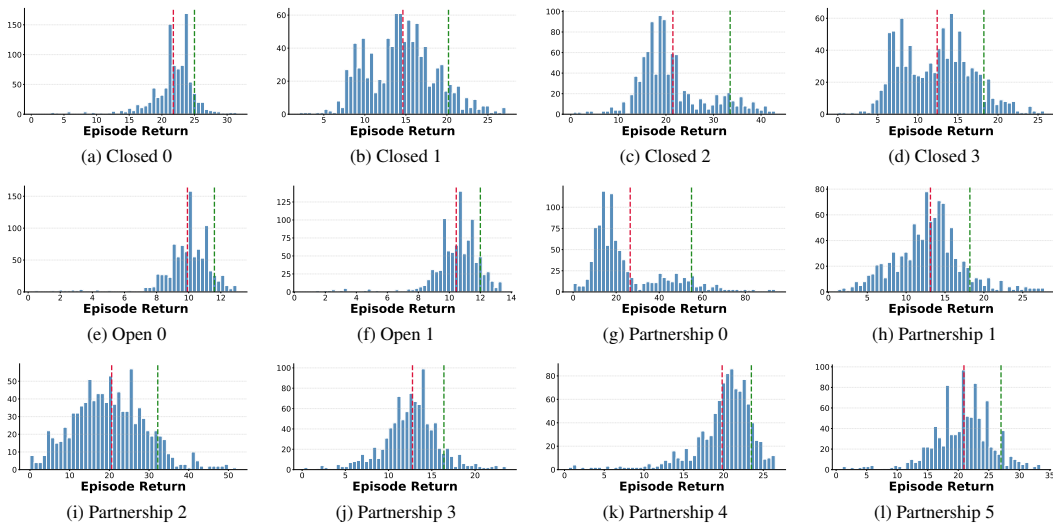 150
100
50
0
0 5 10 15 20 25 30
Episode Return
(a) Closed 0
60
40
20
0
5 10 15 20 25
Episode Return
(b) Closed 1
100
80
60
40
20
0
0 10 20 30 40
Episode Return
(c) Closed 2
60
40
20
0
0 5 10 15 20 25
Episode Return
(d) Closed 3
150
100
50
0
0 2 4 6 8 10 12
Episode Return
(e) Open 0
125
100
75
50
25
0
0 2 4 6 8 10 12 14
Episode Return
(f) Open 1
100
75
50
25
0
0 20 40 60 80
Episode Return
(g) Partnership 0
80
60
40
20
0
0 5 10 15 20 25
Episode Return
(h) Partnership 1
50
40
30
20
10
0
0 10 20 30 40 50
Episode Return
(i) Partnership 2
100
80
60
40
20
0
0 5 10 15 20
Episode Return
(j) Partnership 3
80
60
40
20
0
0 5 10 15 20 25
Episode Return
(k) Partnership 4
100
80
60
40
20
0
0 5 10 15 20 25 30 35
Episode Return
(l) Partnership 5